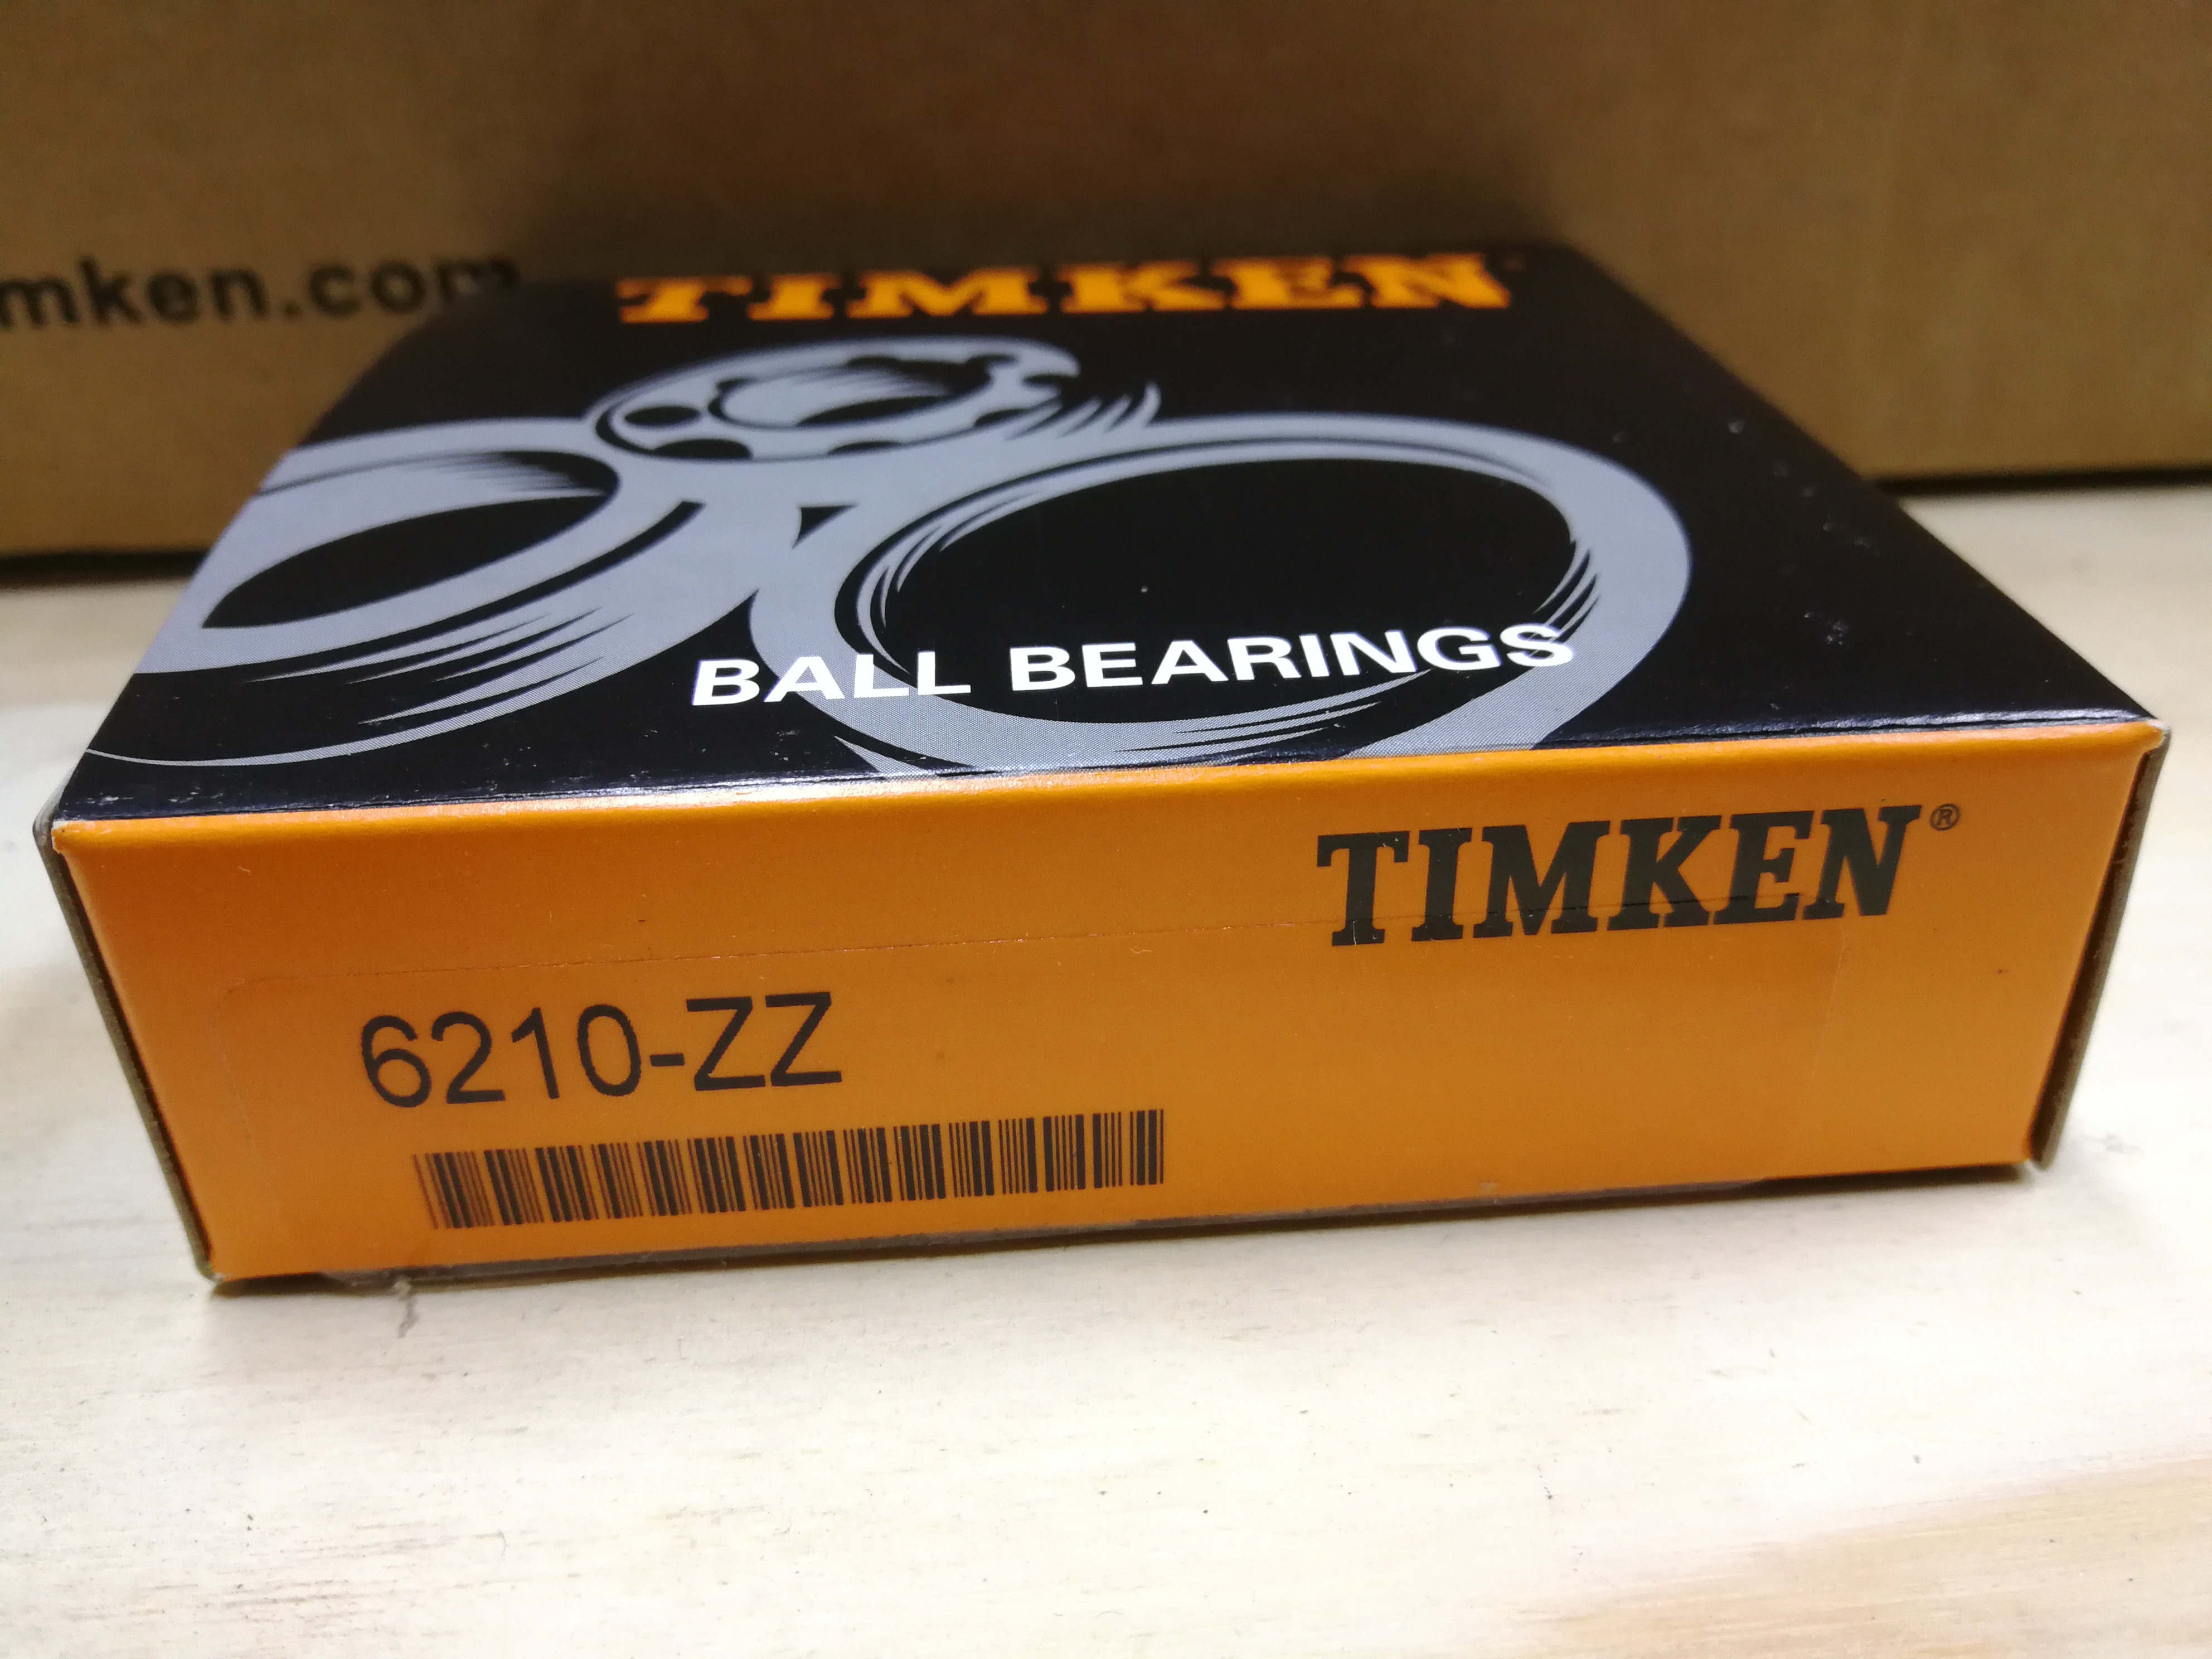 mken.com
TIMKEN
BALL BEARINGS
TIMKEN®
6210-ZZ